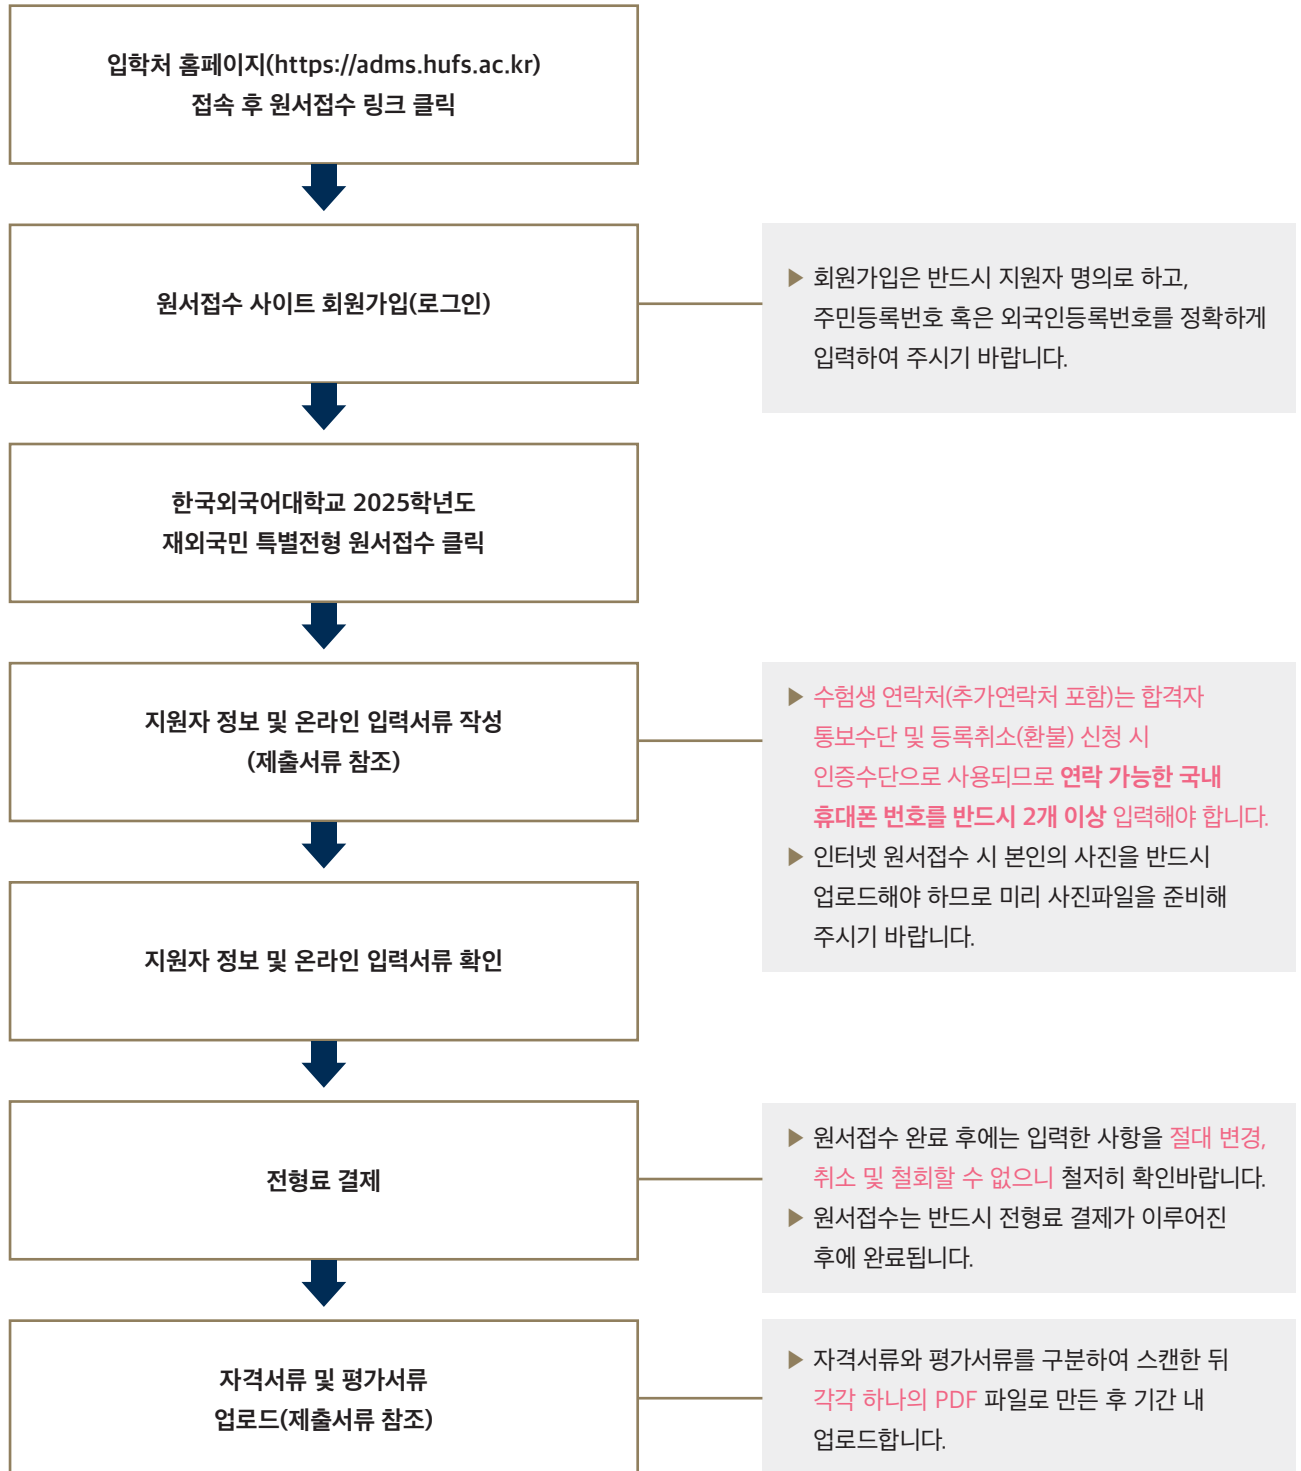 입학처 홈페이지(https://adms.hufs.ac.kr)
접속 후 원서접수 링크 클릭
원서접수 사이트 회원가입(로그인)
▶ 회원가입은 반드시 지원자 명의로 하고,
주민등록번호 혹은 외국인등록번호를 정확하게
입력하여 주시기 바랍니다.
한국외국어대학교 2025학년도
재외국민 특별전형 원서접수 클릭
지원자 정보 및 온라인 입력서류 작성
(제출서류 참조)
▶ 수험생 연락처(추가연락처 포함)는 합격자
통보수단 및 등록취소(환불) 신청 시
인증수단으로 사용되므로 연락 가능한 국내
휴대폰 번호를 반드시 2개 이상 입력해야 합니다.
▶ 인터넷 원서접수 시 본인의 사진을 반드시
업로드해야 하므로 미리 사진파일을 준비해
주시기 바랍니다.
지원자 정보 및 온라인 입력서류 확인
전형료 결제
▶ 원서접수 완료 후에는 입력한 사항을 절대 변경,
취소 및 철회할 수 없으니 철저히 확인바랍니다.
▶ 원서접수는 반드시 전형료 결제가 이루어진
후에 완료됩니다.
자격서류 및 평가서류
업로드(제출서류 참조)
▶ 자격서류와 평가서류를 구분하여 스캔한 뒤
각각 하나의 PDF 파일로 만든 후 기간 내
업로드합니다.